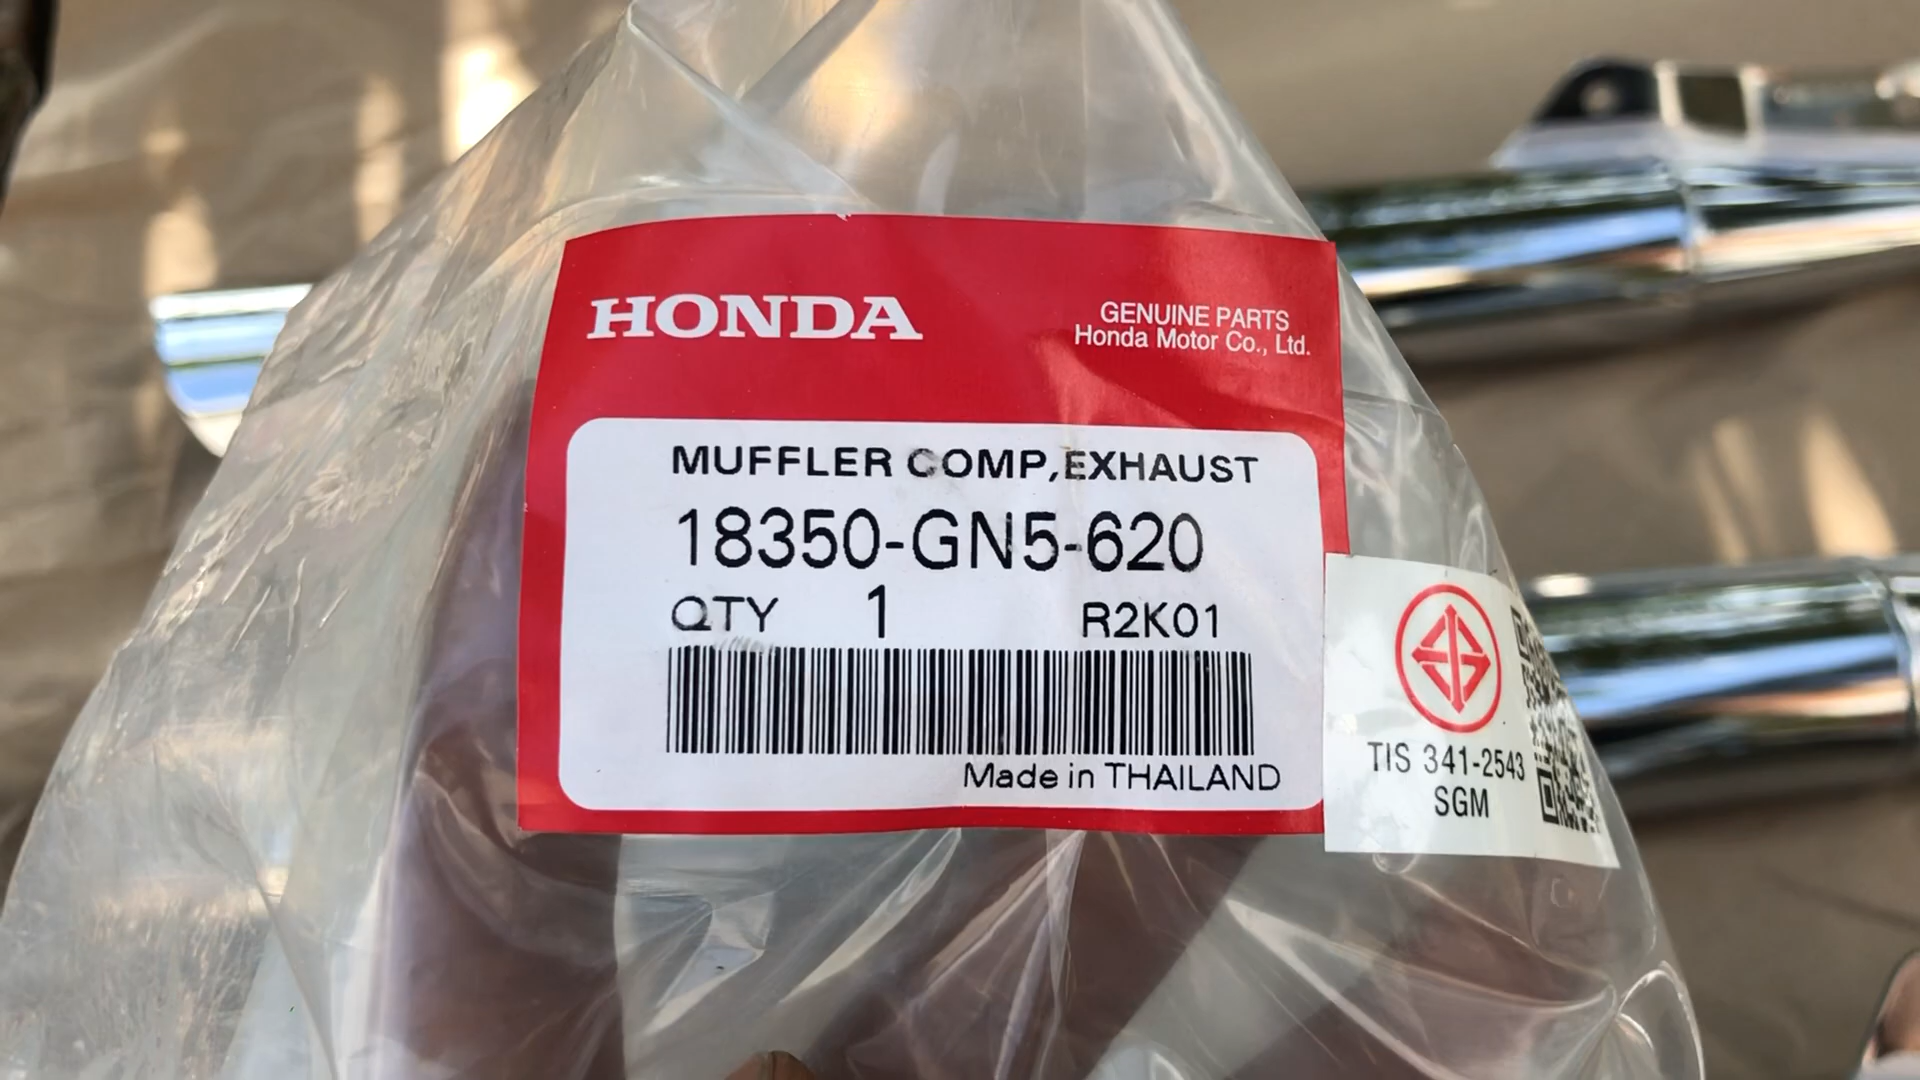 HONDA
GENUINE PARTS
Honda Motor Co., Ltd.
MUFFLER COMP,EXHAUST
18350-GN5-620
QTY 1 R2K01
Made in THAILAND
TIS 341-2543
SGM